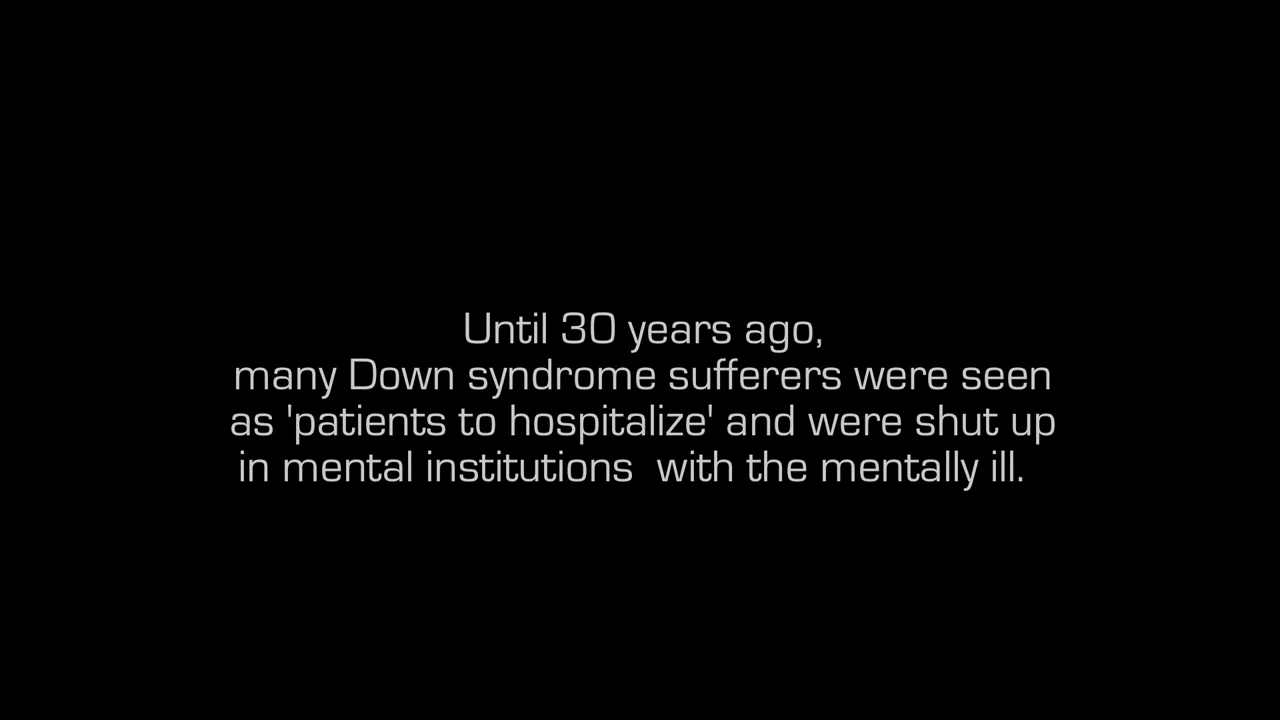 Until 30 years ago,
many Down syndrome sufferers were seen
as 'patients to hospitalize' and were shut up
in mental institutions  with the mentally ill.